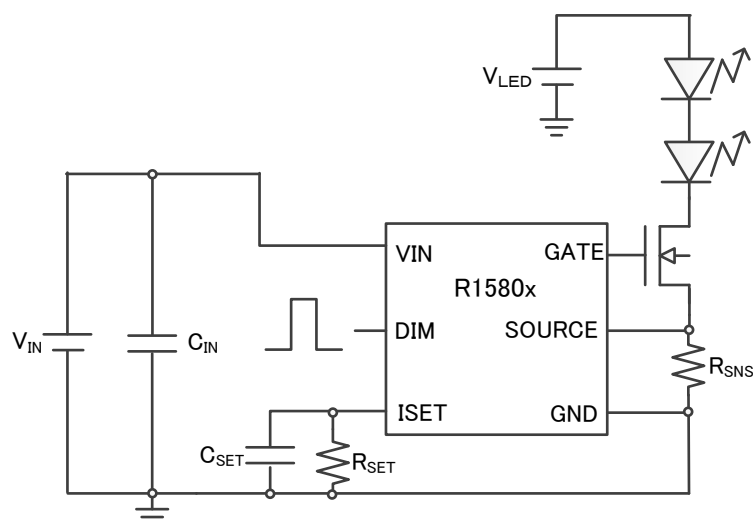 VLED
VIN
GATE
R1580x
DIM
SOURCE
VIN
CIN
RSNS
ISET
GND
CSET
RSET